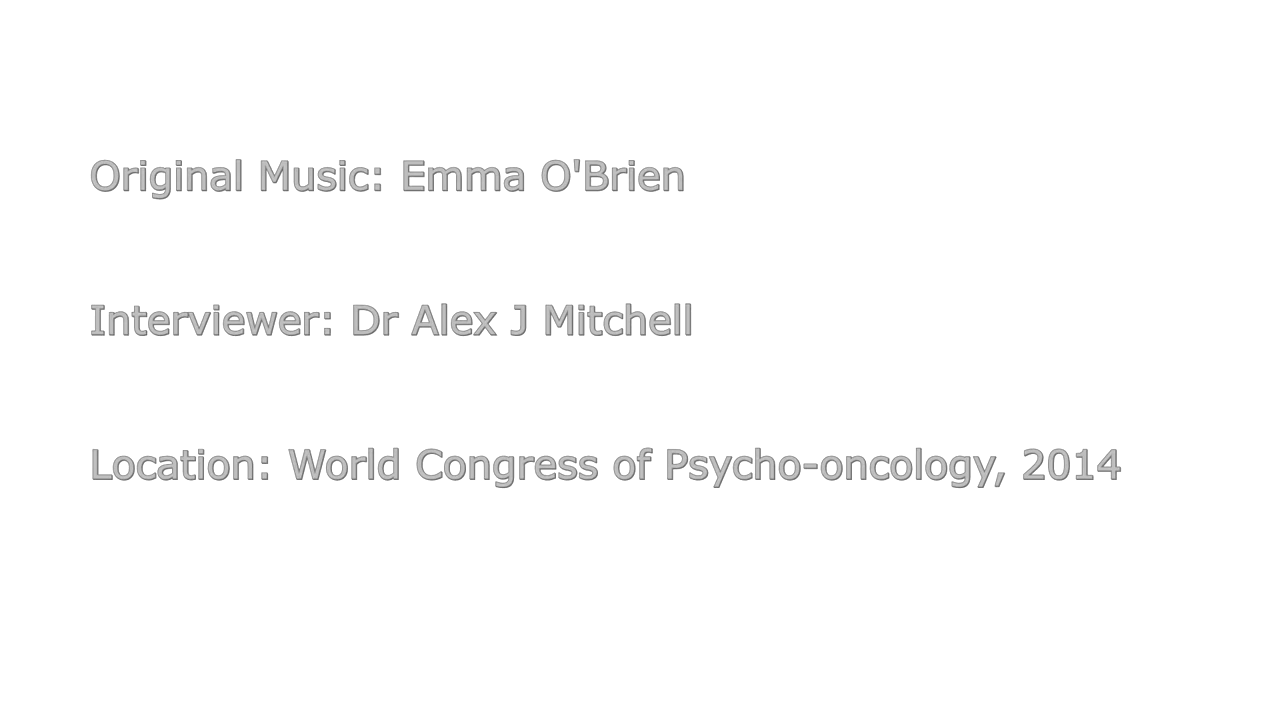 Original Music: Emma O'Brien
Interviewer: Dr Alex J Mitchell
Location: World Congress of Psycho-oncology, 2014